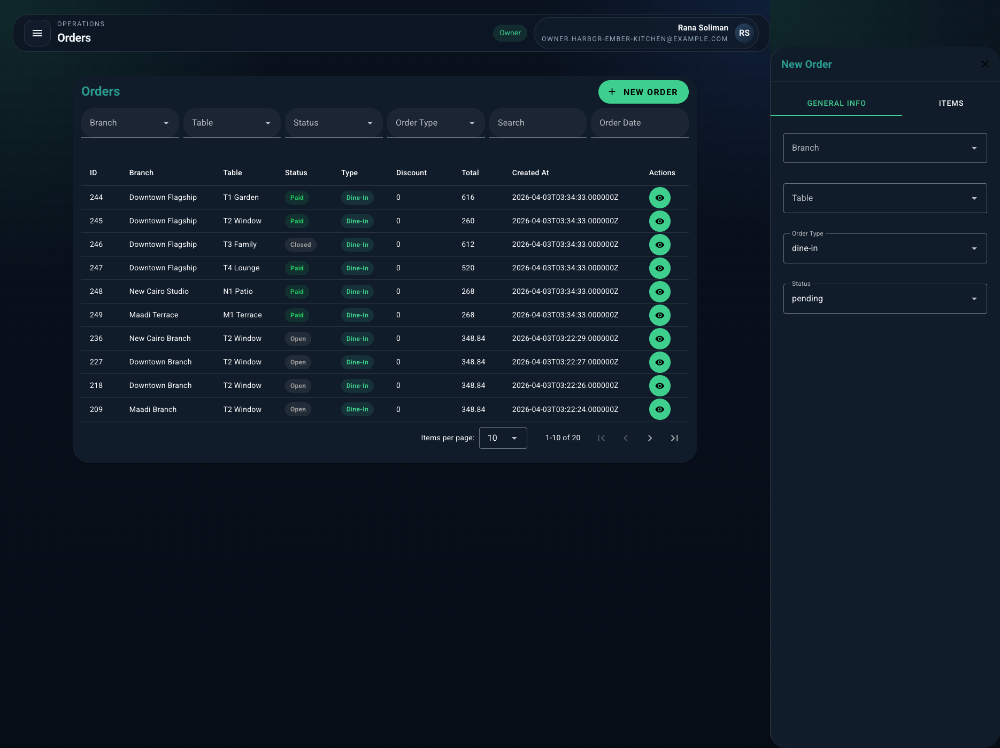 OPERATIONS
Orders
Owner
Rana Soliman
OWNER.HARBOR-EMBER-KITCHEN@EXAMPLE.COM
RS
Orders
NEW ORDER
Branch Table Status Order Type Search Order Date
ID Branch Table Status Type Discount Total Created At Actions
244 Downtown Flagship T1 Garden Paid Dine-In 0 616 2026-04-03T03:34:33.000000Z
245 Downtown Flagship T2 Window Paid Dine-In 0 260 2026-04-03T03:34:33.000000Z
246 Downtown Flagship T3 Family Closed Dine-In 0 612 2026-04-03T03:34:33.000000Z
247 Downtown Flagship T4 Lounge Paid Dine-In 0 520 2026-04-03T03:34:33.000000Z
248 New Cairo Studio N1 Patio Paid Dine-In 0 268 2026-04-03T03:34:33.000000Z
249 Maadi Terrace M1 Terrace Paid Dine-In 0 268 2026-04-03T03:34:33.000000Z
236 New Cairo Branch T2 Window Open Dine-In 0 348.84 2026-04-03T03:22:29.000000Z
227 Downtown Branch T2 Window Open Dine-In 0 348.84 2026-04-03T03:22:27.000000Z
218 Downtown Branch T2 Window Open Dine-In 0 348.84 2026-04-03T03:22:26.000000Z
209 Maadi Branch T2 Window Open Dine-In 0 348.84 2026-04-03T03:22:24.000000Z
Items per page: 10 1-10 of 20
New Order
GENERAL INFO ITEMS
Branch
Table
Order Type
dine-in
Status
pending